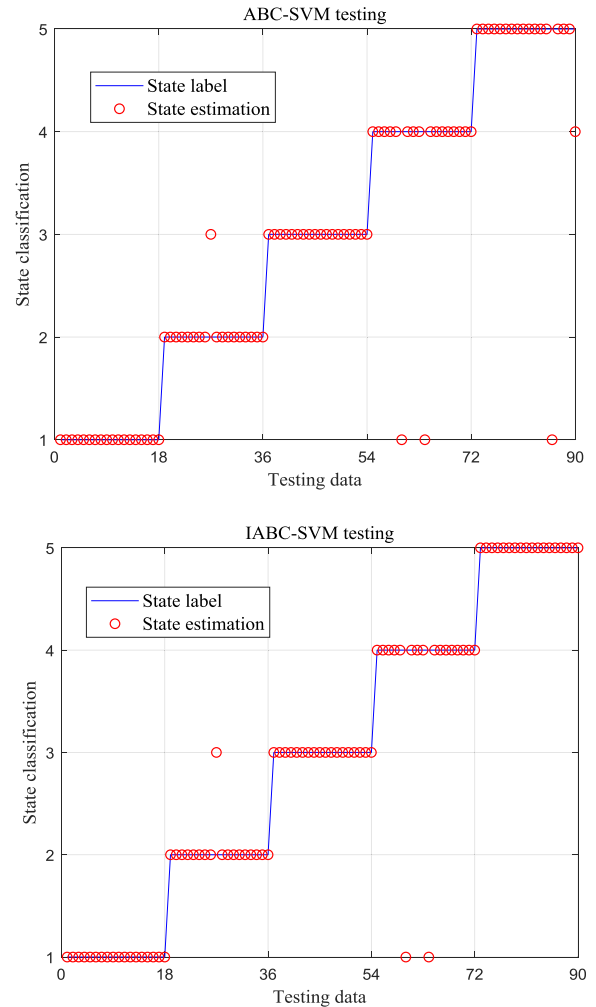 ABC-SVM testing
5
State label
State estimation
4
State classification
3
2
1
0 18 36 54 72 90
Testing data
IABC-SVM testing
5
State label
State estimation
4
State classification
3
2
1
0 18 36 54 72 90
Testing data